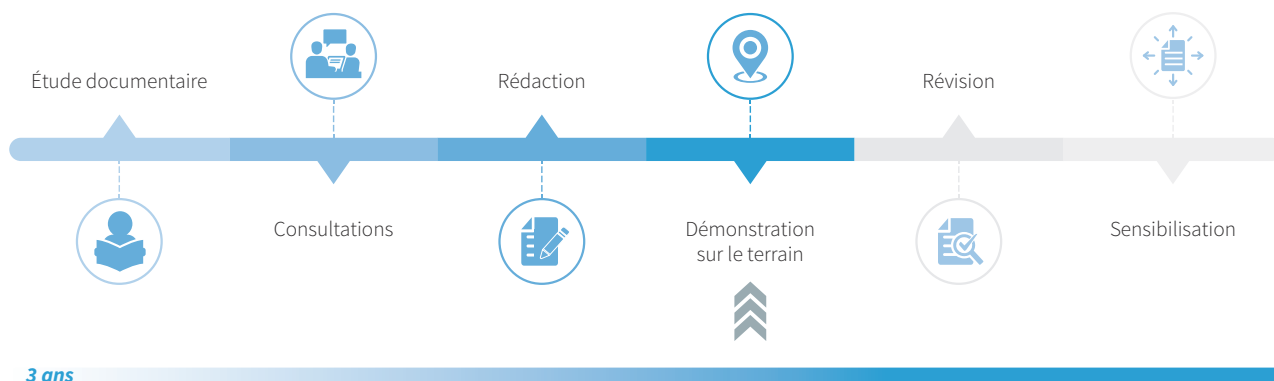 Étude documentaire
Consultations
Rédaction
Démonstration
sur le terrain
Révision
Sensibilisation
3 ans